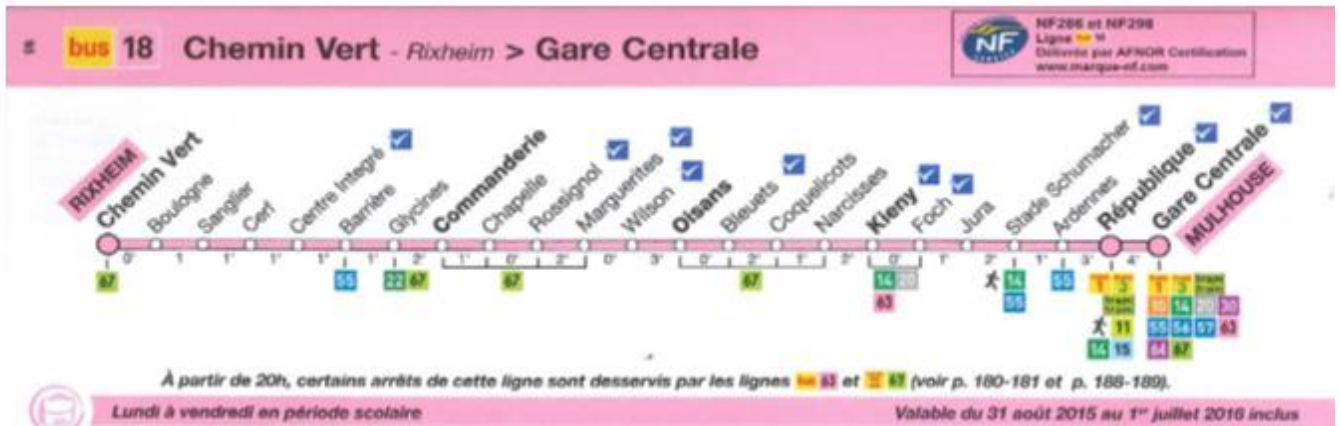 bus 18 Chemin Vert - Rixheim > Gare Centrale
NF
NF286 et NF298
Ligne
Délivrée par AFNOR Certification
www.marque-nf.com
RIXHEIM
Chemin Vert
Boulogne
Sanglier
Cerf
Centre Integré
Barrière
Glycines
Commanderie
Chapelle
Rossignol
Marguerites
Wilson
Oisans
Bleuets
Coquelicots
Narcisses
Kieny
Foch
Jura
Stade Schumacher
Ardennes
République
Gare Centrale
MULHOUSE
0' 1 1' 1' 1' 1' 2' 1' 0' 2' 0' 3' 0' 2' 1' 2' 0' 1' 2' 1' 3' 4'
67 55 22 67 67 67 14 20 14 55 1 3 1 3
63 55 10 14 20 30
11 55 56 57 63
14 15 64 67
À partir de 20h, certains arrêts de cette ligne sont desservis par les lignes bus 63 et 67 (voir p. 180-181 et p. 188-189).
Lundi à vendredi en période scolaire
Valable du 31 août 2015 au 1er juillet 2016 inclus